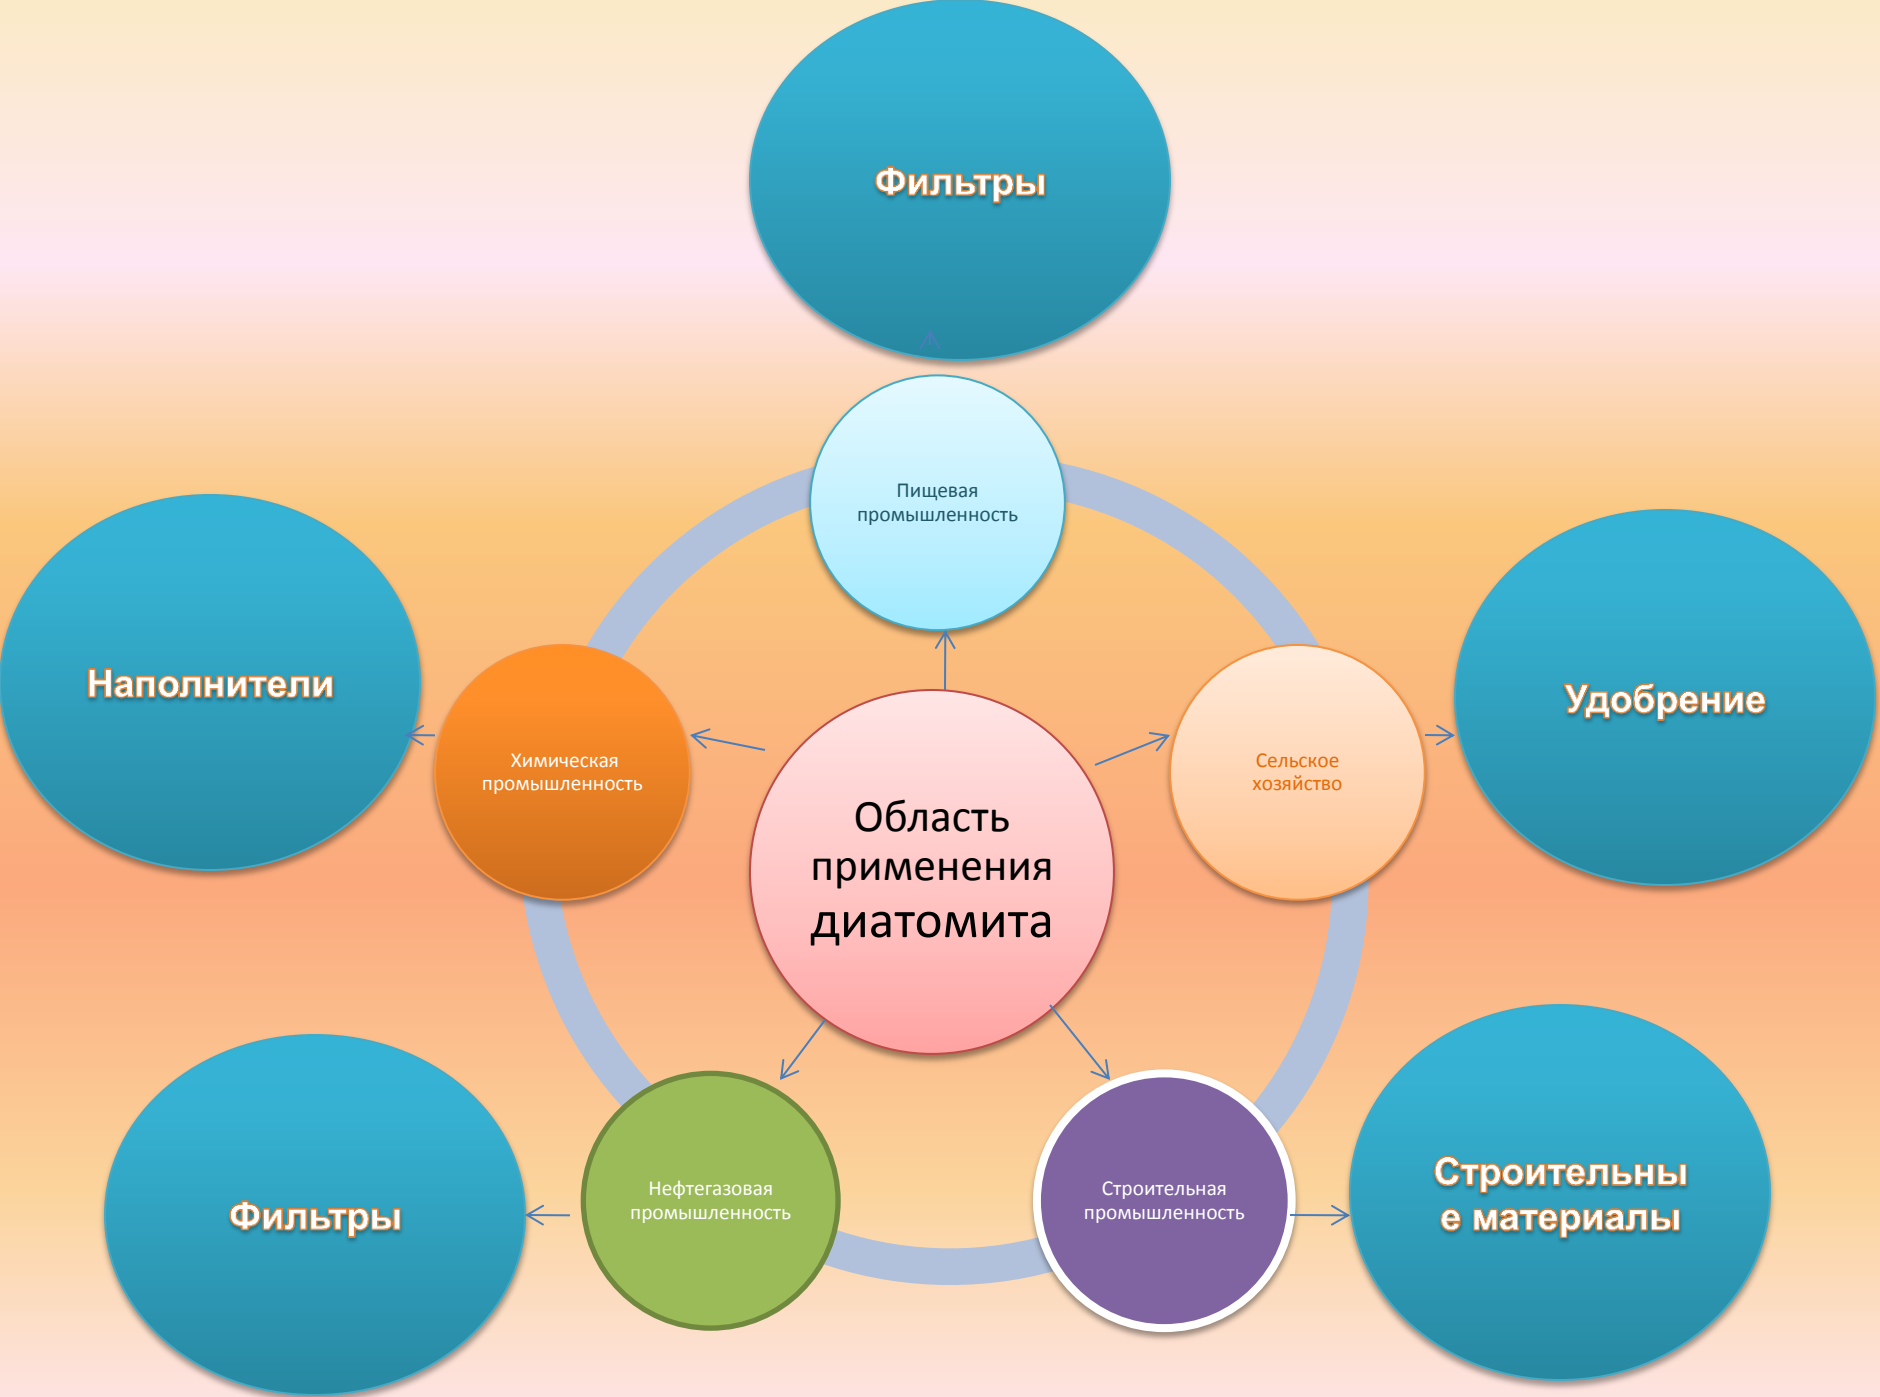 Фильтры
Пищевая
промышленность
Наполнители
Удобрение
Химическая
промышленность
Сельское
хозяйство
Область
применения
диатомита
Фильтры
Нефтегазовая
промышленность
Строительная
промышленность
Строительны
е материалы